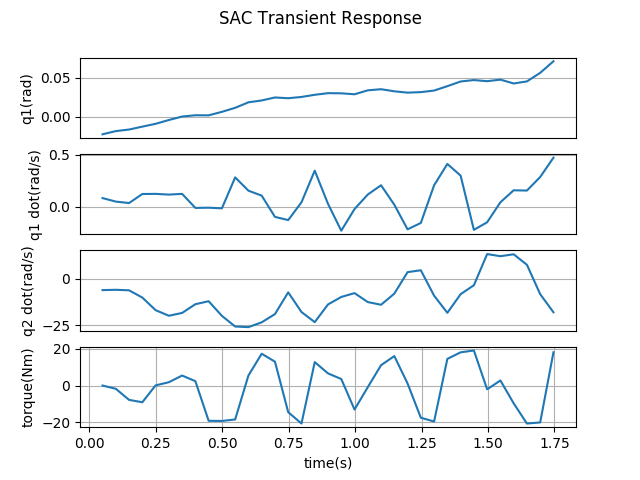 SAC Transient Response
q1(rad)
0.05
0.00
q1 dot(rad/s)
0.5
0.0
q2 dot(rad/s)
0
−25
torque(Nm)
20
0
−20
0.00 0.25 0.50 0.75 1.00 1.25 1.50 1.75
time(s)